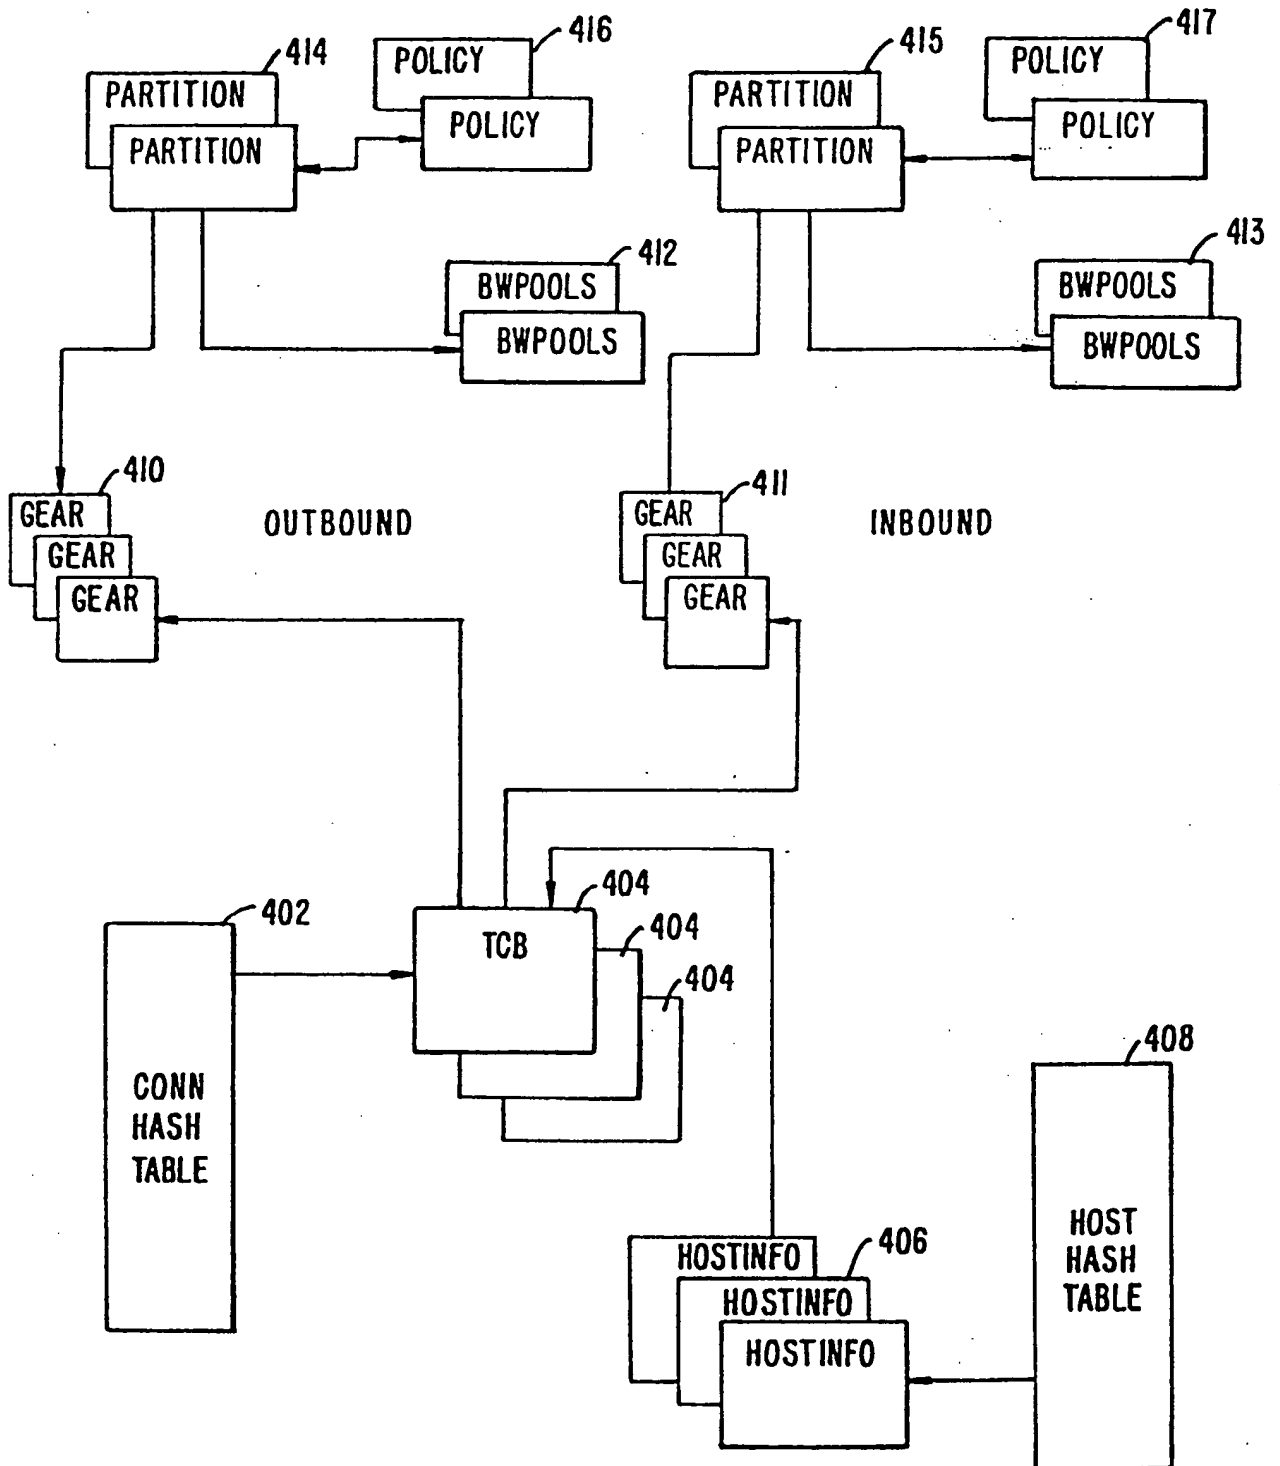 414
PARTITION
PARTITION
416
POLICY
POLICY
415
PARTITION
PARTITION
417
POLICY
POLICY
412
BWPOOLS
BWPOOLS
413
BWPOOLS
BWPOOLS
410
GEAR
GEAR
GEAR
OUTBOUND
411
GEAR
GEAR
GEAR
INBOUND
402
CONN
HASH
TABLE
404
TCB
404
404
406
HOSTINFO
HOSTINFO
HOSTINFO
408
HOST
HASH
TABLE